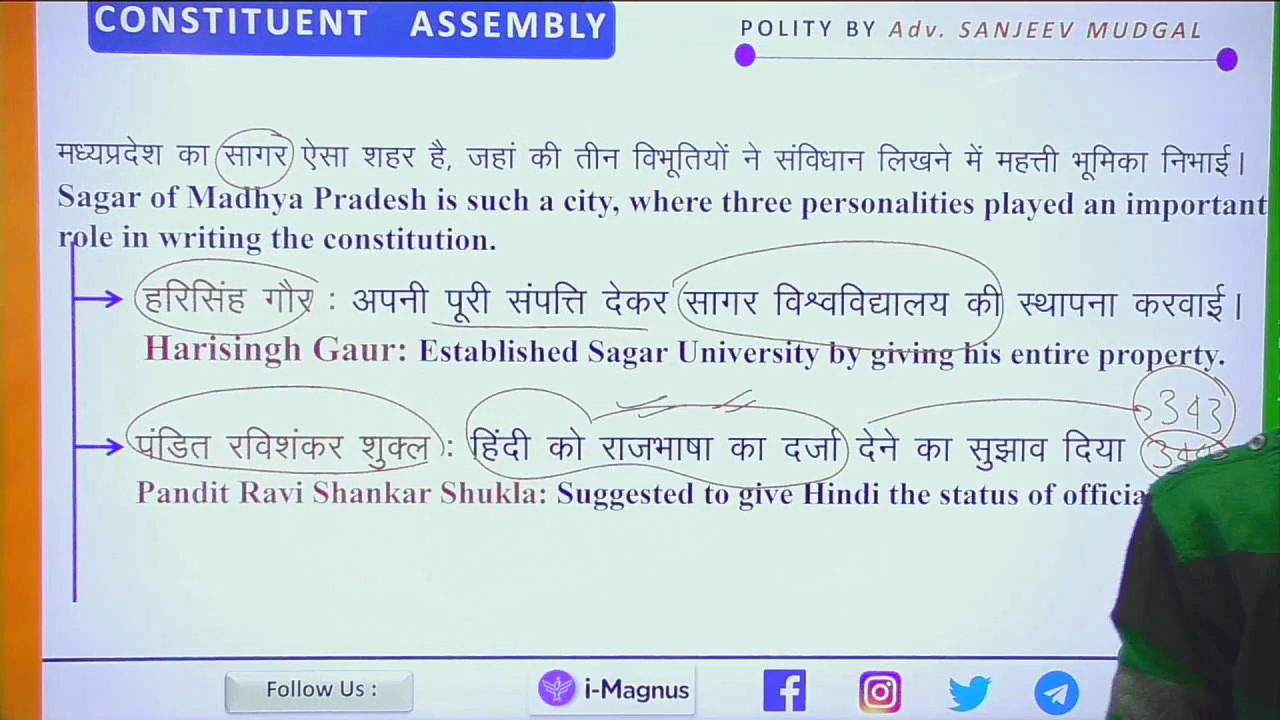 CONSTITUENT ASSEMBLY
POLITY BY Adv. SANJEEV MUDGAL
मध्यप्रदेश का सागर ऐसा शहर है, जहां की तीन विभूतियों ने संविधान लिखने में महत्ती भूमिका निभाई।
Sagar of Madhya Pradesh is such a city, where three personalities played an important
role in writing the constitution.
हरिसिंह गौर : अपनी पूरी संपत्ति देकर सागर विश्वविद्यालय की स्थापना करवाई।
Harisingh Gaur: Established Sagar University by giving his entire property.
343
पंडित रविशंकर शुक्ल : हिंदी को राजभाषा का दर्जा देने का सुझाव दिया
Pandit Ravi Shankar Shukla: Suggested to give Hindi the status of officia
Follow Us :
i-Magnus